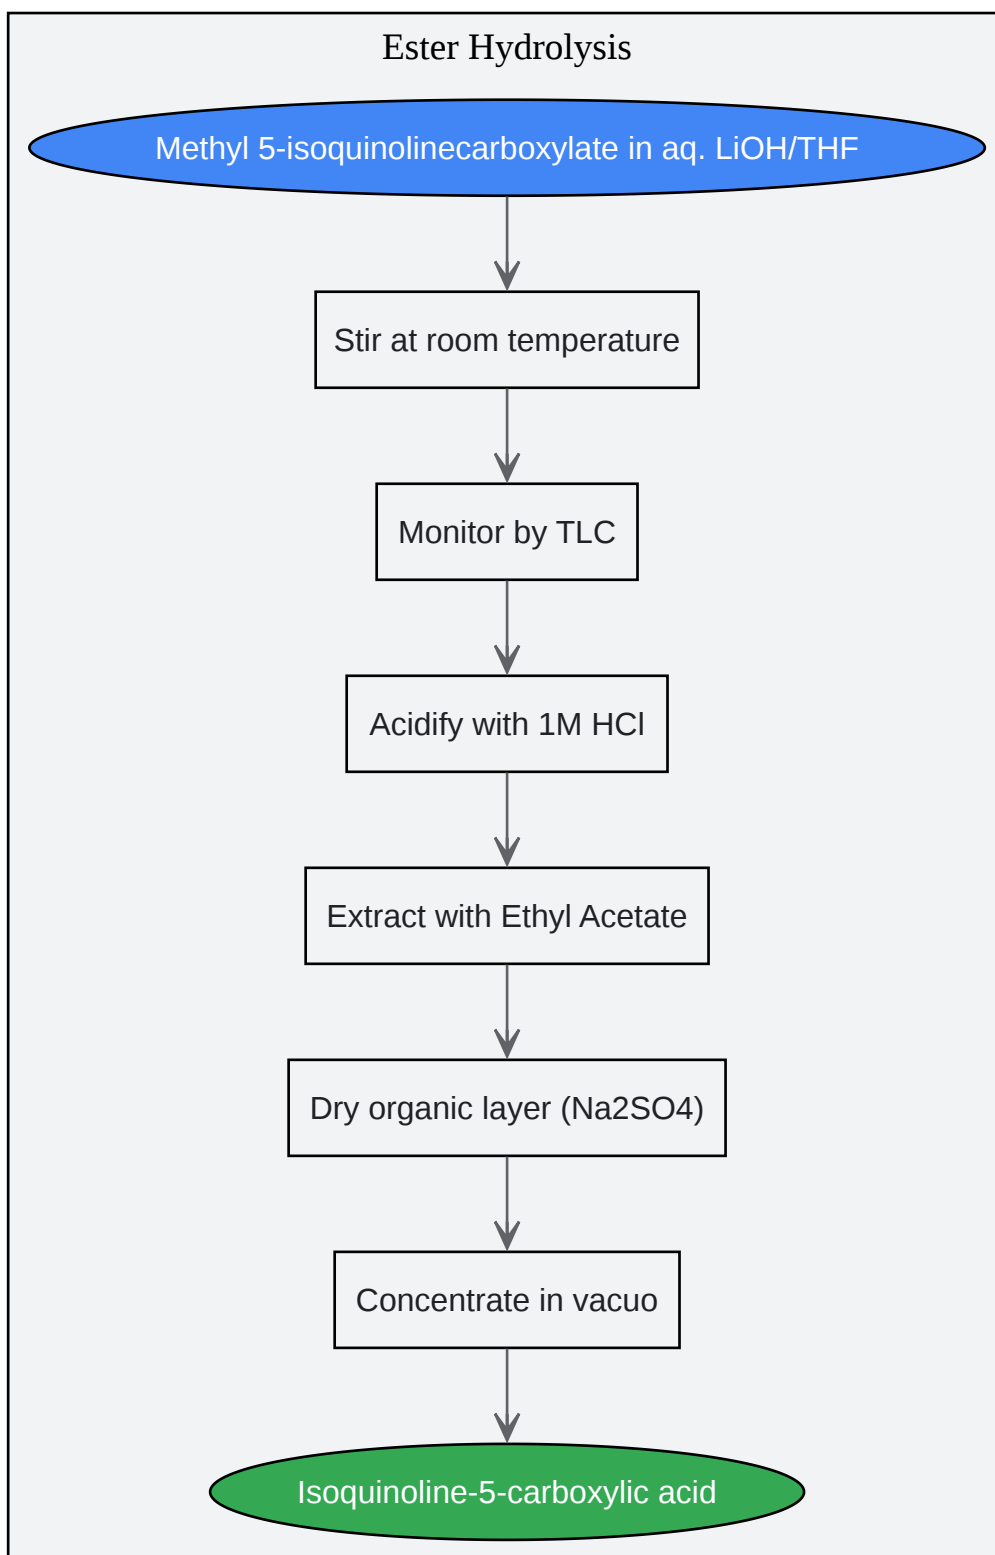 Ester Hydrolysis
Methyl 5-isoquinolinecarboxylate in aq. LiOH/THF
Stir at room temperature
Monitor by TLC
Acidify with 1M HCl
Extract with Ethyl Acetate
Dry organic layer (Na2SO4)
Concentrate in vacuo
Isoquinoline-5-carboxylic acid